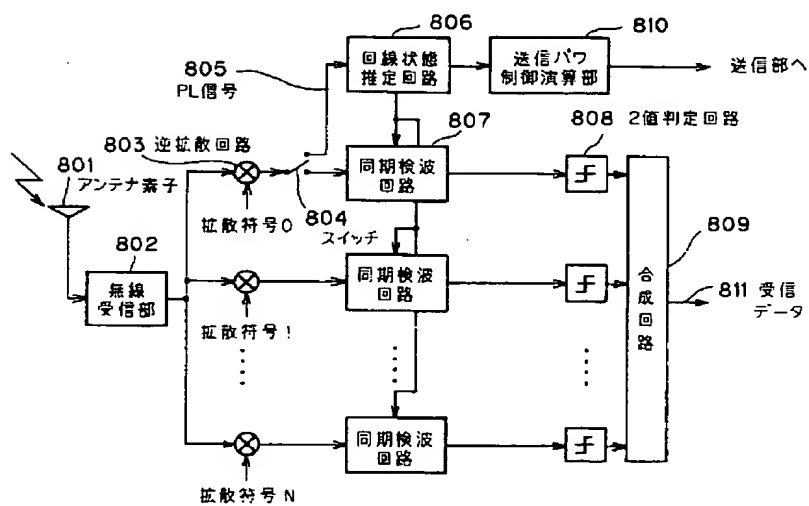 806
810
回線状態
推定回路
送信パワ
制御演算部
送信部へ
805
PL信号
807
808 2値判定回路
803 逆拡散回路
同期検波
回路
801
アンテナ素子
拡散符号0
804
スイッチ
809
802
無線
受信部
同期検波
回路
合成回路
811 受信
データ
拡散符号1
同期検波
回路
拡散符号N